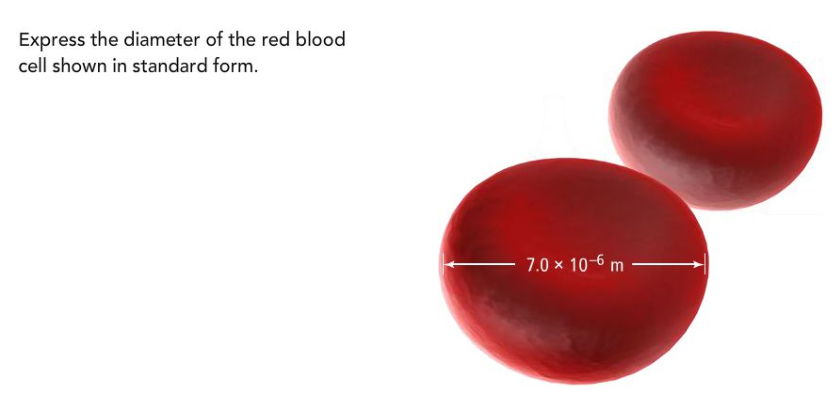 Express the diameter of the red blood
cell shown in standard form.
7.0 × 10⁻⁶ m